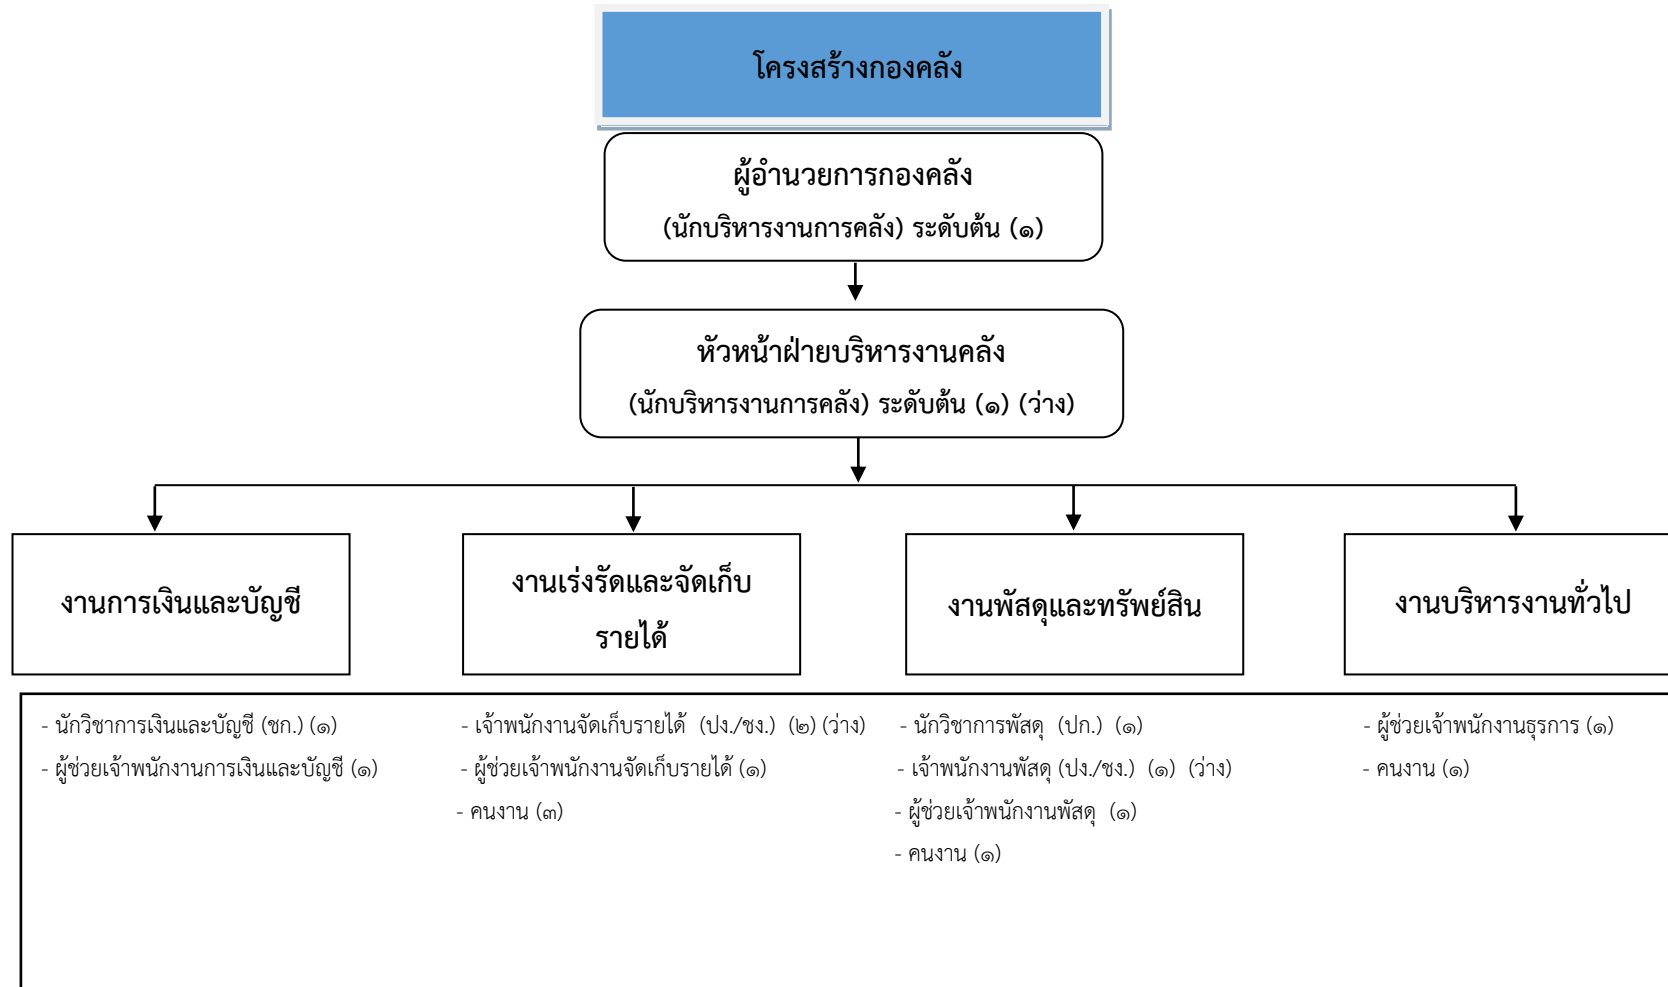 โครงสร้างกองคลัง
ผู้อำนวยการกองคลัง
(นักบริหารงานการคลัง) ระดับต้น (๑)
หัวหน้าฝ่ายบริหารงานคลัง
(นักบริหารงานการคลัง) ระดับต้น (๑) (ว่าง)
งานการเงินและบัญชี
งานเร่งรัดและจัดเก็บ
รายได้
งานพัสดุและทรัพย์สิน
งานบริหารงานทั่วไป
- นักวิชาการเงินและบัญชี (ชก.) (๑)
- ผู้ช่วยเจ้าพนักงานการเงินและบัญชี (๑)
- เจ้าพนักงานจัดเก็บรายได้ (ปง./ชง.) (๒) (ว่าง)
- ผู้ช่วยเจ้าพนักงานจัดเก็บรายได้ (๑)
- คนงาน (๓)
- นักวิชาการพัสดุ (ปก.) (๑)
- เจ้าพนักงานพัสดุ (ปง./ชง.) (๑) (ว่าง)
- ผู้ช่วยเจ้าพนักงานพัสดุ (๑)
- คนงาน (๑)
- ผู้ช่วยเจ้าพนักงานธุรการ (๑)
- คนงาน (๑)